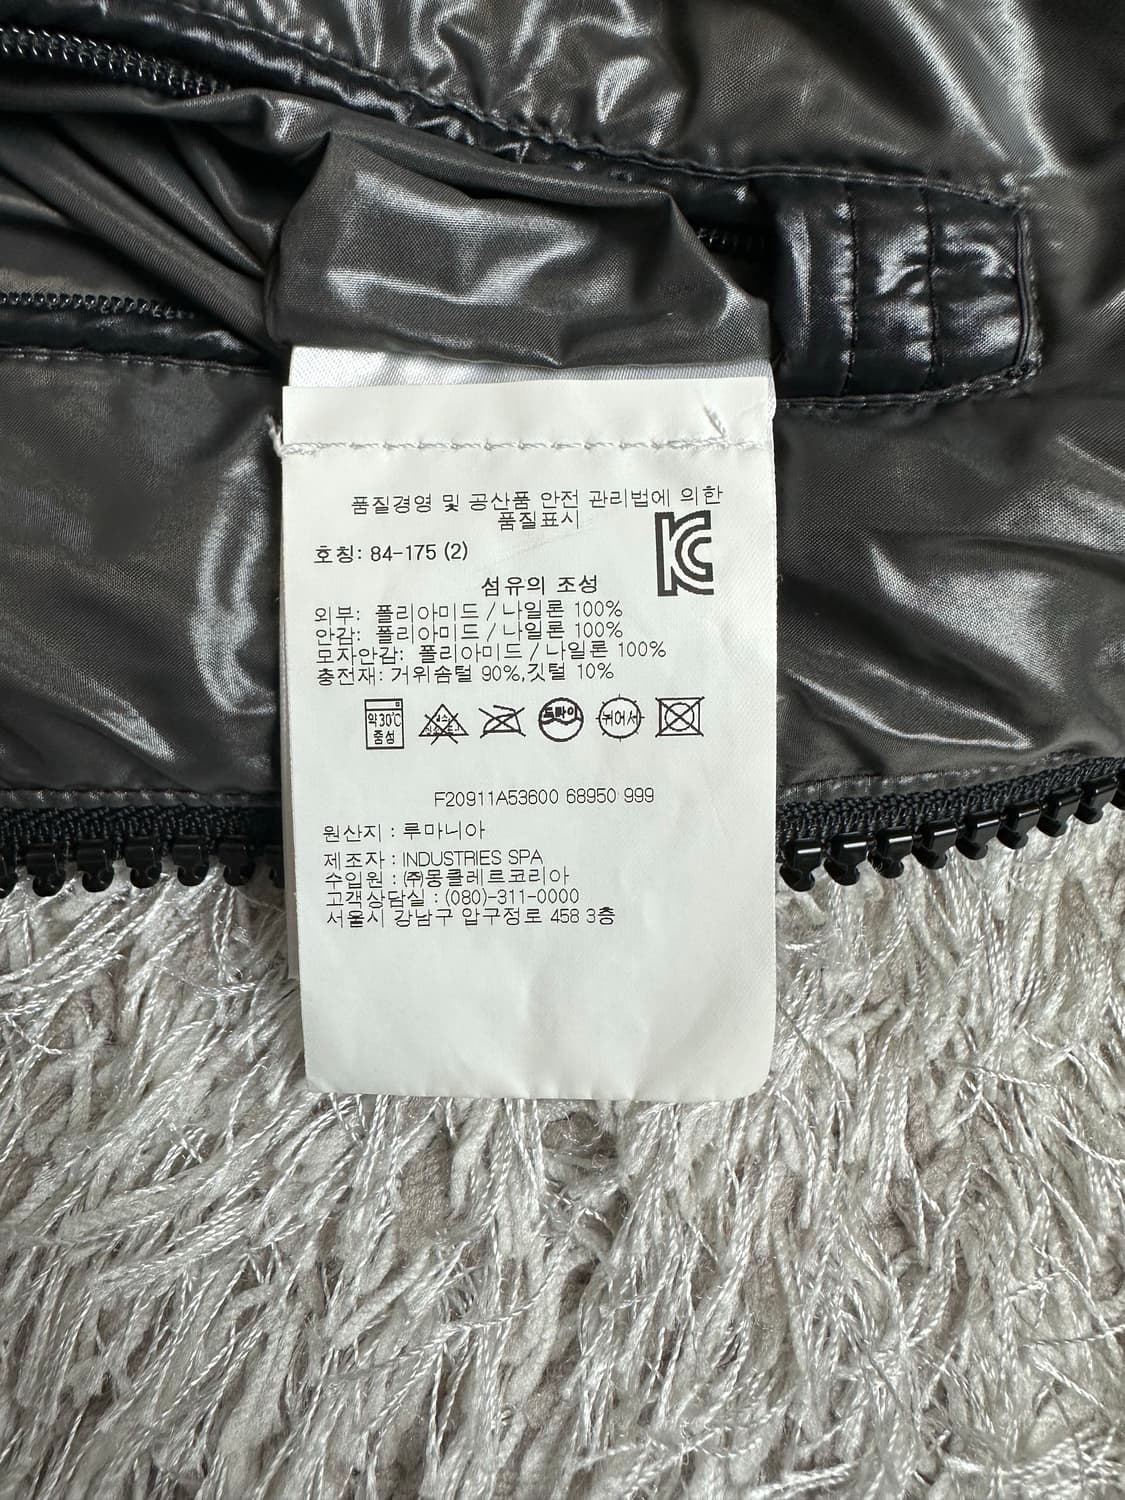 품질경영 및 공산품 안전 관리법에 의한
품질표시
호칭: 84-175 (2)
섬유의 조성
외부: 폴리아미드 / 나일론 100%
안감: 폴리아미드 / 나일론 100%
모자안감: 폴리아미드 / 나일론 100%
충전재: 거위솜털 90%,깃털 10%
약30℃
중성
드라이
뉘어서
F20911A53600 68950 999
원산지 : 루마니아
제조자 : INDUSTRIES SPA
수입원 : ㈜몽클레르코리아
고객상담실 : (080)-311-0000
서울시 강남구 압구정로 458 3층